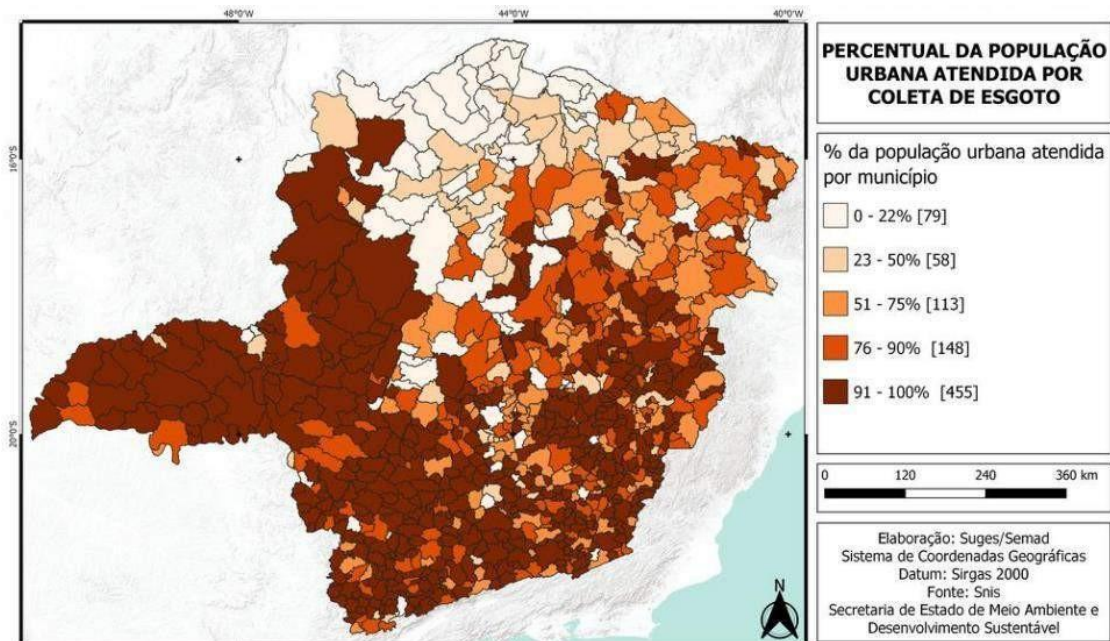 48°0'W 44°0'W 40°0'W
16°0'S
20°0'S
N
PERCENTUAL DA POPULAÇÃO
URBANA ATENDIDA POR
COLETA DE ESGOTO
% da população urbana atendida
por município
0 - 22% [79]
23 - 50% [58]
51 - 75% [113]
76 - 90% [148]
91 - 100% [455]
0 120 240 360 km
Elaboração: Suges/Semad
Sistema de Coordenadas Geográficas
Datum: Sirgas 2000
Fonte: Snis
Secretaria de Estado de Meio Ambiente e
Desenvolvimento Sustentável